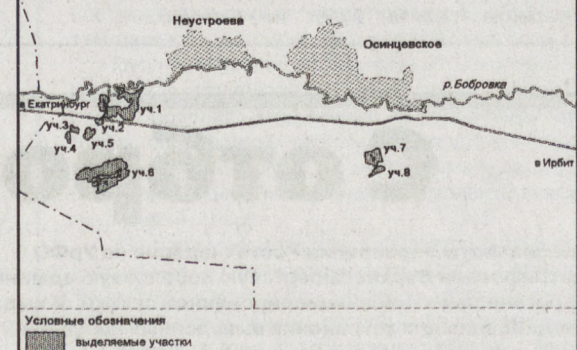 Неустроева
Осинцевское
р. Бобровка
в Екатринбург
уч.1
уч.2
уч.3
уч.4
уч.5
уч.6
уч.7
уч.8
в Ирбит
Условные обозначения
выделяемые участки